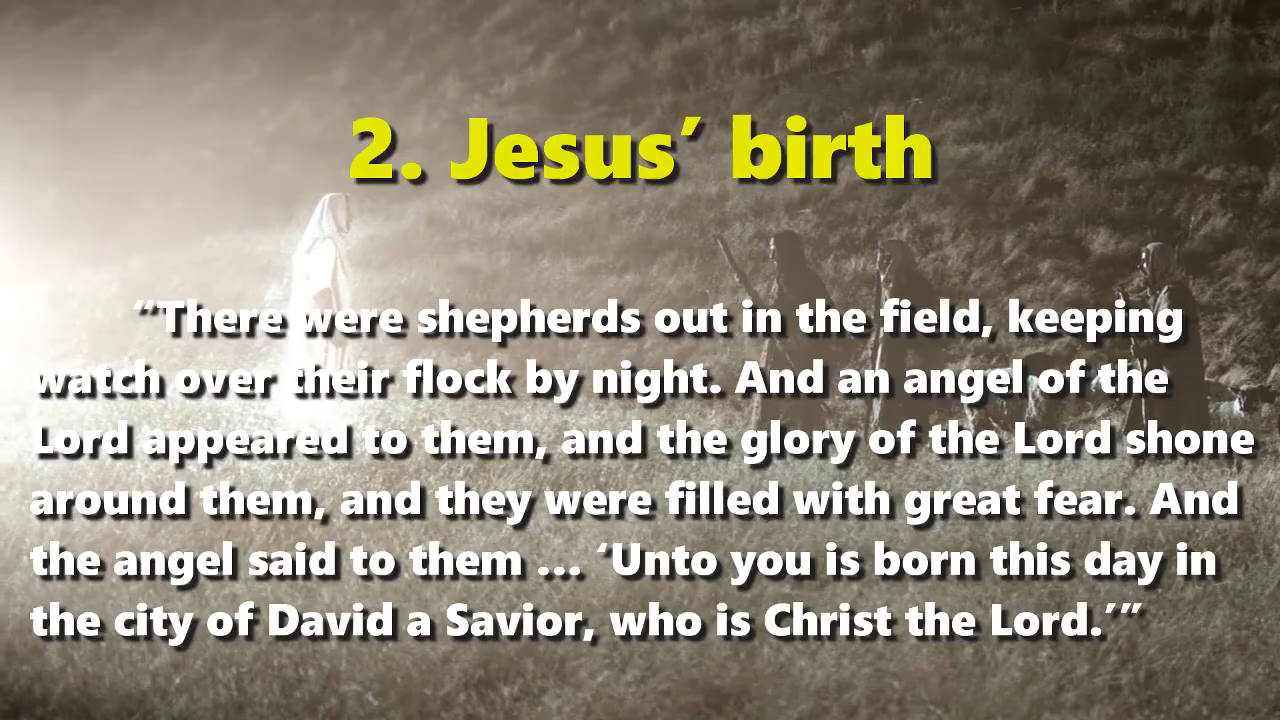 2. Jesus’ birth
“There were shepherds out in the field, keeping
watch over their flock by night. And an angel of the
Lord appeared to them, and the glory of the Lord shone
around them, and they were filled with great fear. And
the angel said to them … ‘Unto you is born this day in
the city of David a Savior, who is Christ the Lord.’”